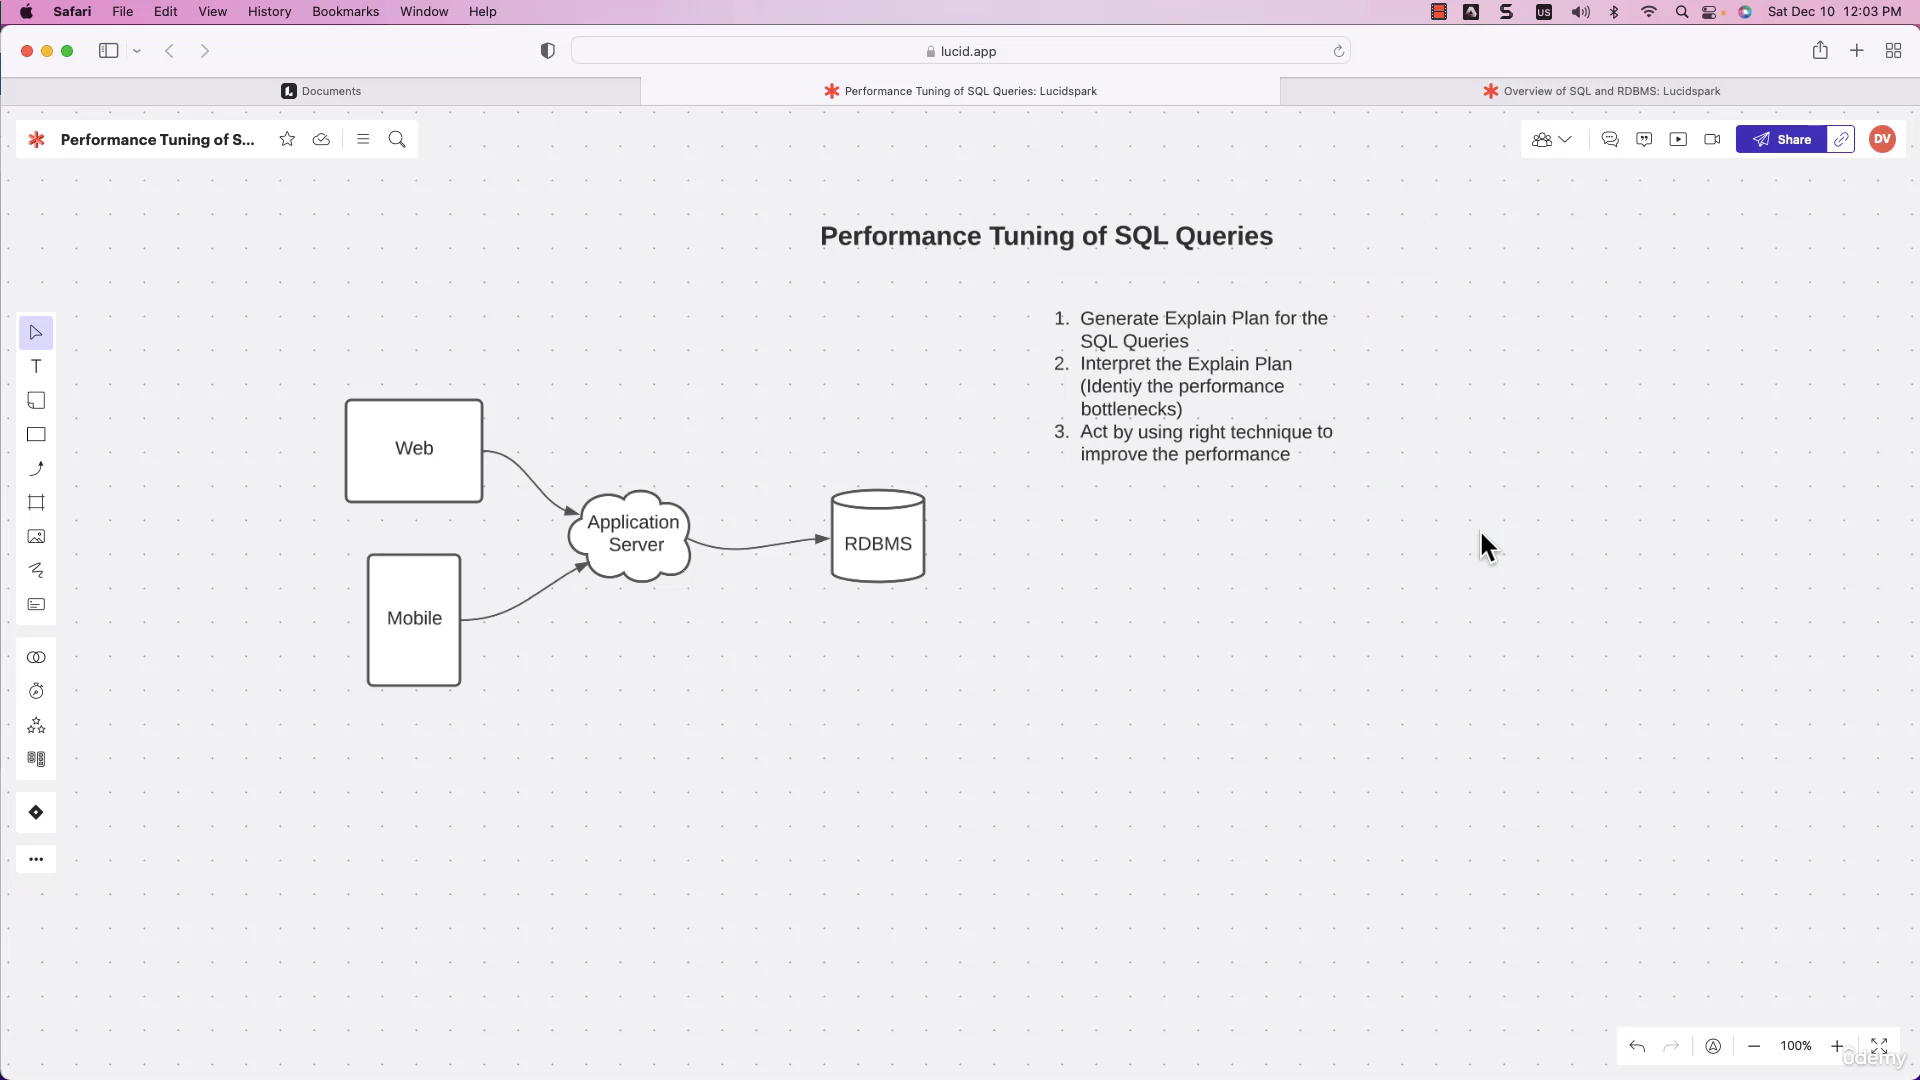 Safari File Edit View History Bookmarks Window Help
US
Sat Dec 10 12:03 PM
lucid.app
Documents
Performance Tuning of SQL Queries: Lucidspark
Overview of SQL and RDBMS: Lucidspark
Performance Tuning of S...
Share
DV
Performance Tuning of SQL Queries
1. Generate Explain Plan for the
SQL Queries
2. Interpret the Explain Plan
(Identiy the performance
bottlenecks)
3. Act by using right technique to
improve the performance
T
Web
Application
Server
RDBMS
Mobile
100%
ûdemy